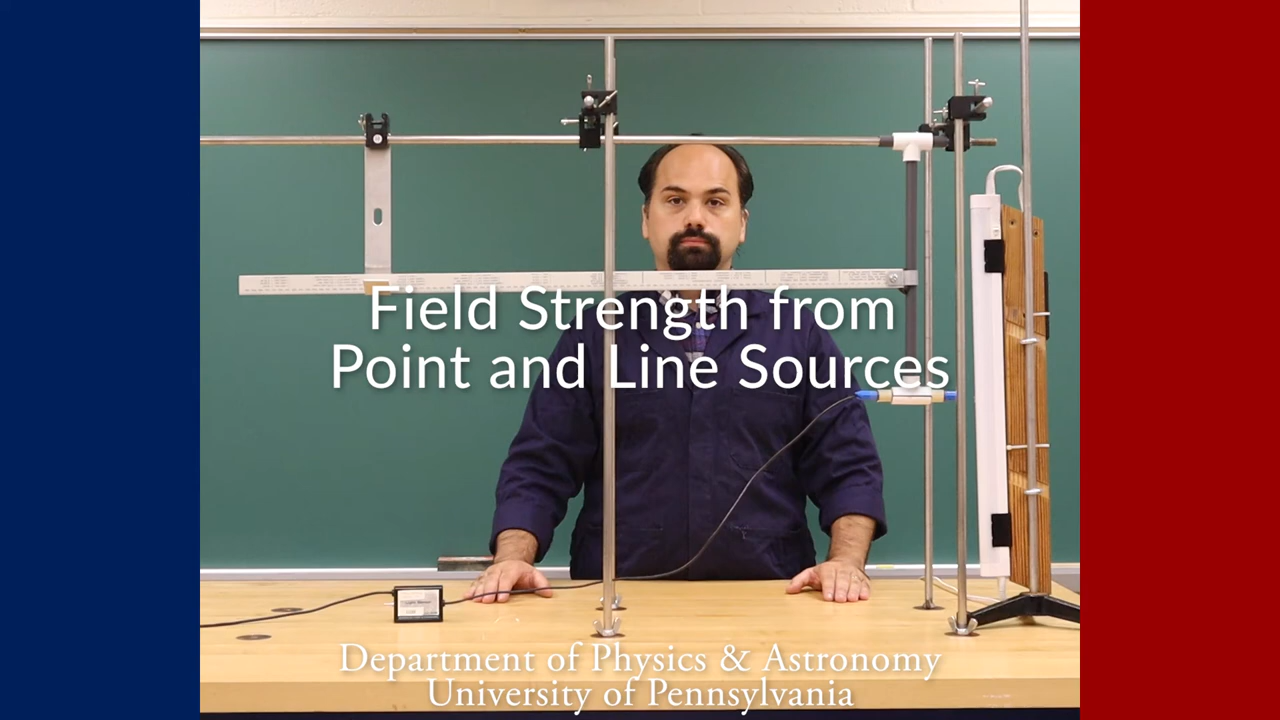 Field Strength from
Point and Line Sources
Department of Physics & Astronomy
University of Pennsylvania